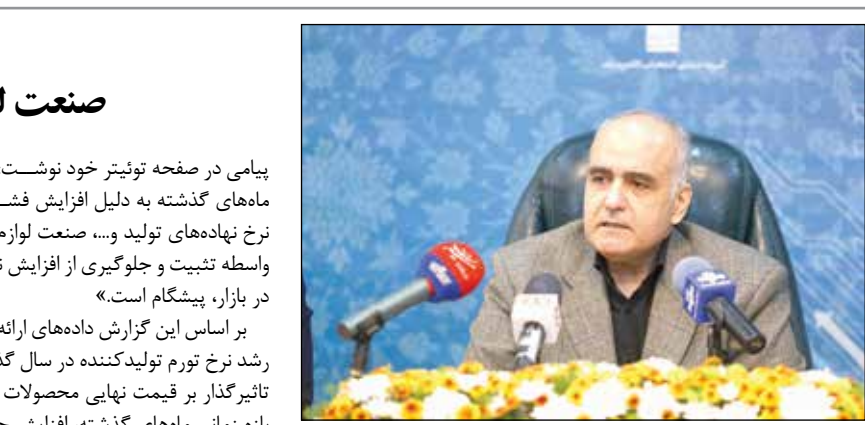 صنعت
پیامی در صفحه توئیتر خود نوشت
ماه‌های گذشته به دلیل افزایش
نرخ نهاده‌های تولید و...، صنعت لوازم
واسطه تثبیت و جلوگیری از افزایش
در بازار، پیشگام است.»
بر اساس این گزارش داده‌های ارائه
رشد نرخ تورم تولیدکننده در سال
تاثیرگذار بر قیمت نهایی محصولات